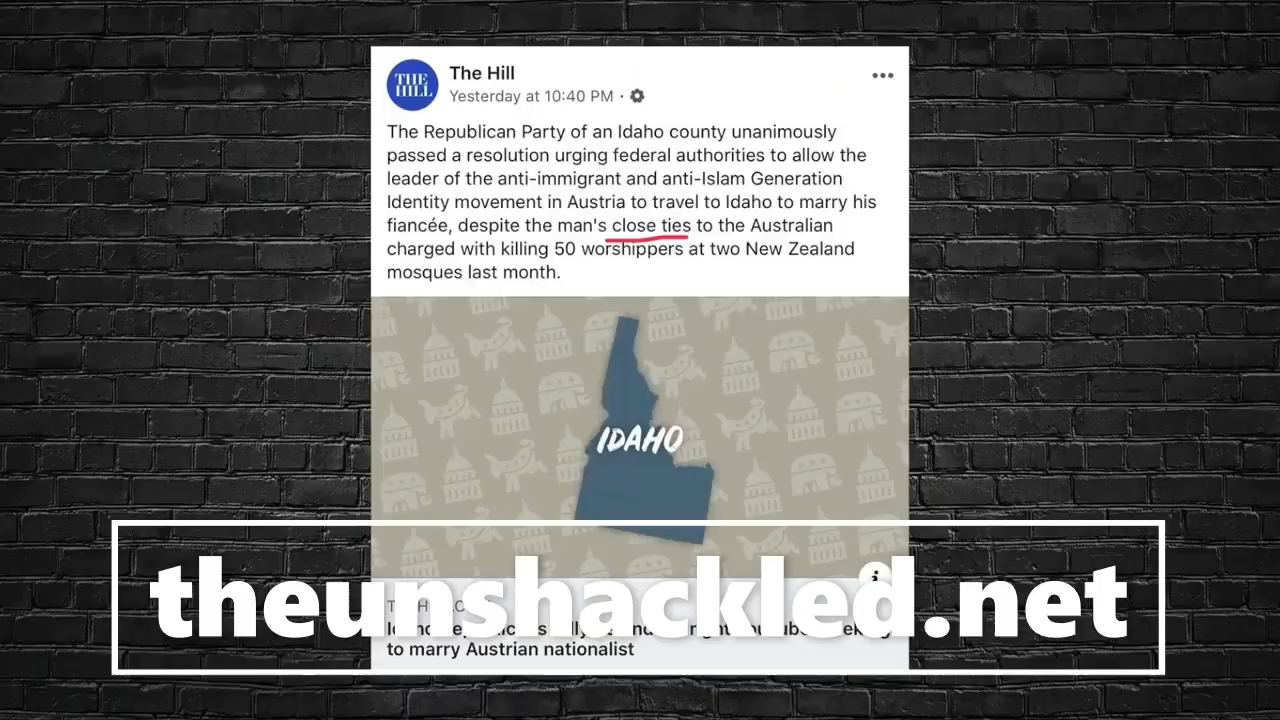 THE
HILL
The Hill
Yesterday at 10:40 PM ·
The Republican Party of an Idaho county unanimously
passed a resolution urging federal authorities to allow the
leader of the anti-immigrant and anti-Islam Generation
Identity movement in Austria to travel to Idaho to marry his
fiancée, despite the man's close ties to the Australian
charged with killing 50 worshippers at two New Zealand
mosques last month.
IDAHO
theunshackled.net
to marry Austrian nationalist